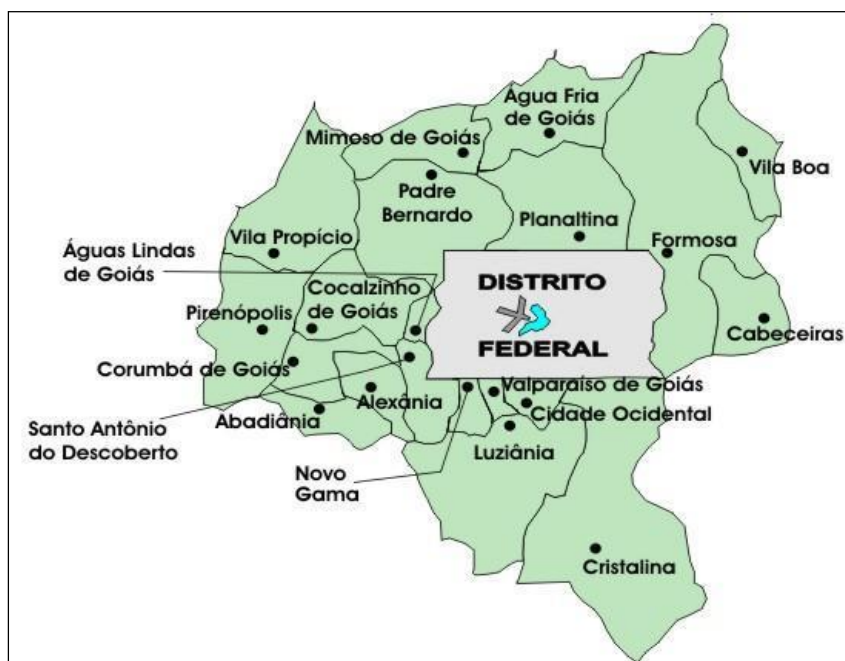 Agua Fria
de Goiás
Mimoso de Goiás
Vila Boa
Padre
Bernardo
Planaltina
Vila Propício
Formosa
Águas Lindas
de Goiás
DISTRITO
FEDERAL
Cocalzinho
de Goiás
Pirenópolis
Cabeceiras
Corumbá de Goiás
Valparaíso de Goiás
Alexânia
Cidade Ocidental
Abadiânia
Santo Antônio
do Descoberto
Luziânia
Novo
Gama
Cristalina